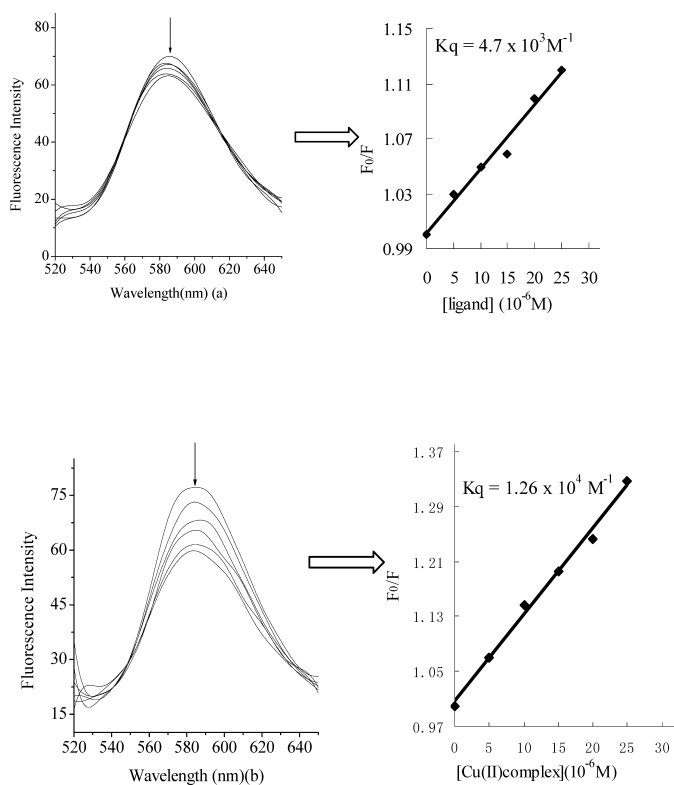 80
60
40
20
0
520 540 560 580 600 620 640
Fluorescence Intensity
Wavelength(nm) (a)
1.15
1.11
1.07
1.03
0.99
F0/F
Kq = 4.7 x 10³M⁻¹
0 5 10 15 20 25 30
[ligand] (10⁻⁶M)
75
60
45
30
15
520 540 560 580 600 620 640
Fluorescence Intensity
Wavelength (nm)(b)
1.37
1.29
1.21
1.13
1.05
0.97
F0/F
Kq = 1.26 x 10⁴ M⁻¹
0 5 10 15 20 25 30
[Cu(II)complex](10⁻⁶M)